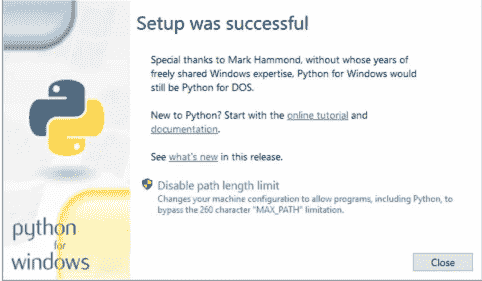 Setup was successful
Special thanks to Mark Hammond, without whose years of
freely shared Windows expertise, Python for Windows would
still be Python for DOS.
New to Python? Start with the online tutorial and
documentation.
See what's new in this release.
Disable path length limit
Changes your machine configuration to allow programs, including Python, to
bypass the 260 character "MAX_PATH" limitation.
python
for
windows
Close